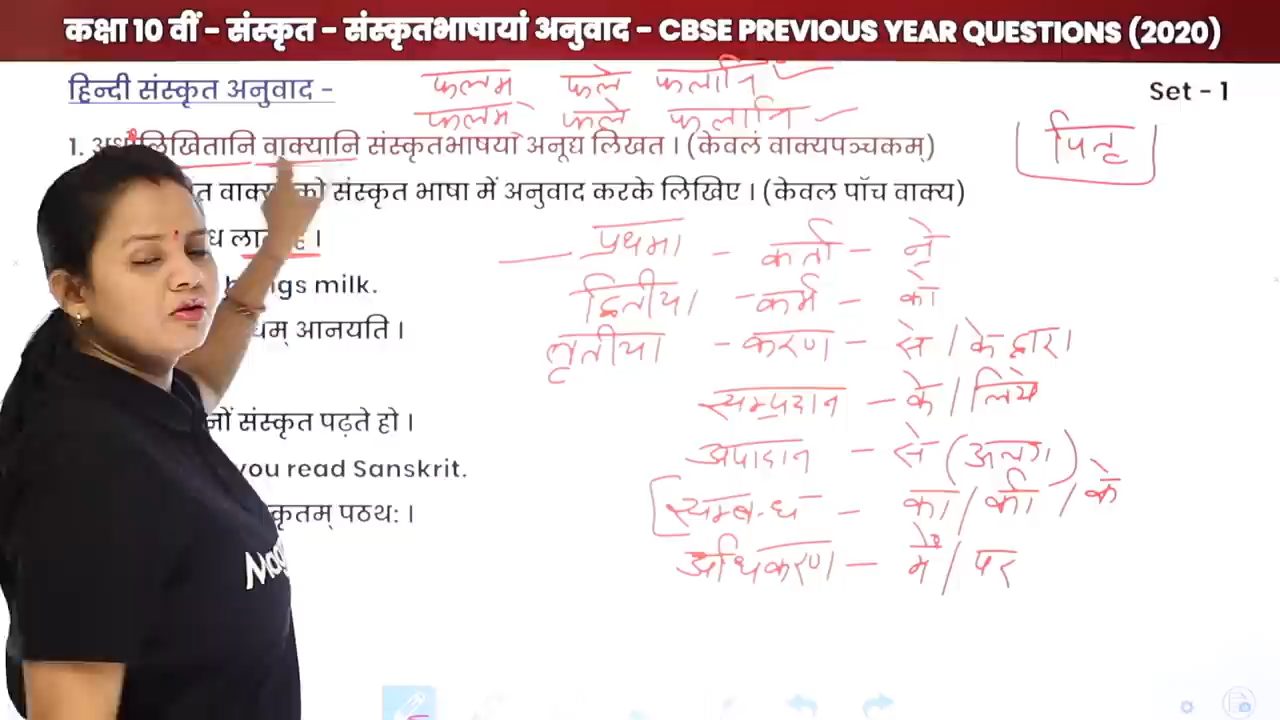 कक्षा 10 वीं - संस्कृत - संस्कृतभाषायां अनुवाद - CBSE PREVIOUS YEAR QUESTIONS (2020)
हिन्दी संस्कृत अनुवाद -
फलम फले फलानि
Set - 1
फलम फले फलानि
1. वाक्यानि संस्कृतभाषया अनूद्य लिखत । (केवलं वाक्यपञ्चकम्)
पितृ
को संस्कृत भाषा में अनुवाद करके लिखिए । (केवल पाँच वाक्य)
प्रथमा - कर्ता - ने
milk.
द्वितीया - कर्म - को
आनयति ।
तृतीया - करण - से / के द्वारा
सम्प्रदान - के / लिये
संस्कृत पढ़ते हो ।
अपादान - से (अलग)
you read Sanskrit.
सम्बन्ध - का / की / के
पठथ: ।
अधिकरण - में / पर